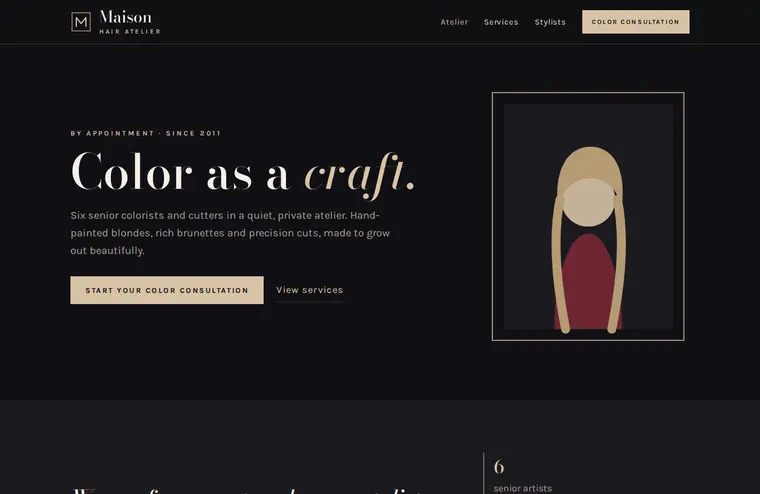 Maison
HAIR ATELIER
Atelier
Services
Stylists
COLOR CONSULTATION
BY APPOINTMENT · SINCE 2011
Color as a craft.
Six senior colorists and cutters in a quiet, private atelier. Hand-
painted blondes, rich brunettes and precision cuts, made to grow
out beautifully.
START YOUR COLOR CONSULTATION
View services
6
senior artists